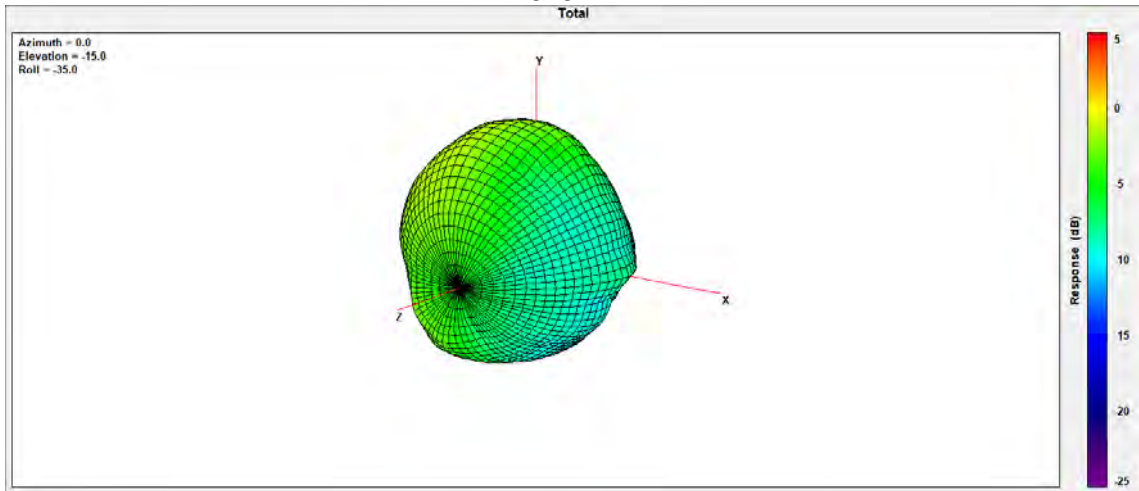 Total
Azimuth = 0.0
Elevation = -15.0
Roll = -35.0
Y
X
Z
5
0
-5
-10
-15
-20
-25
Response (dB)